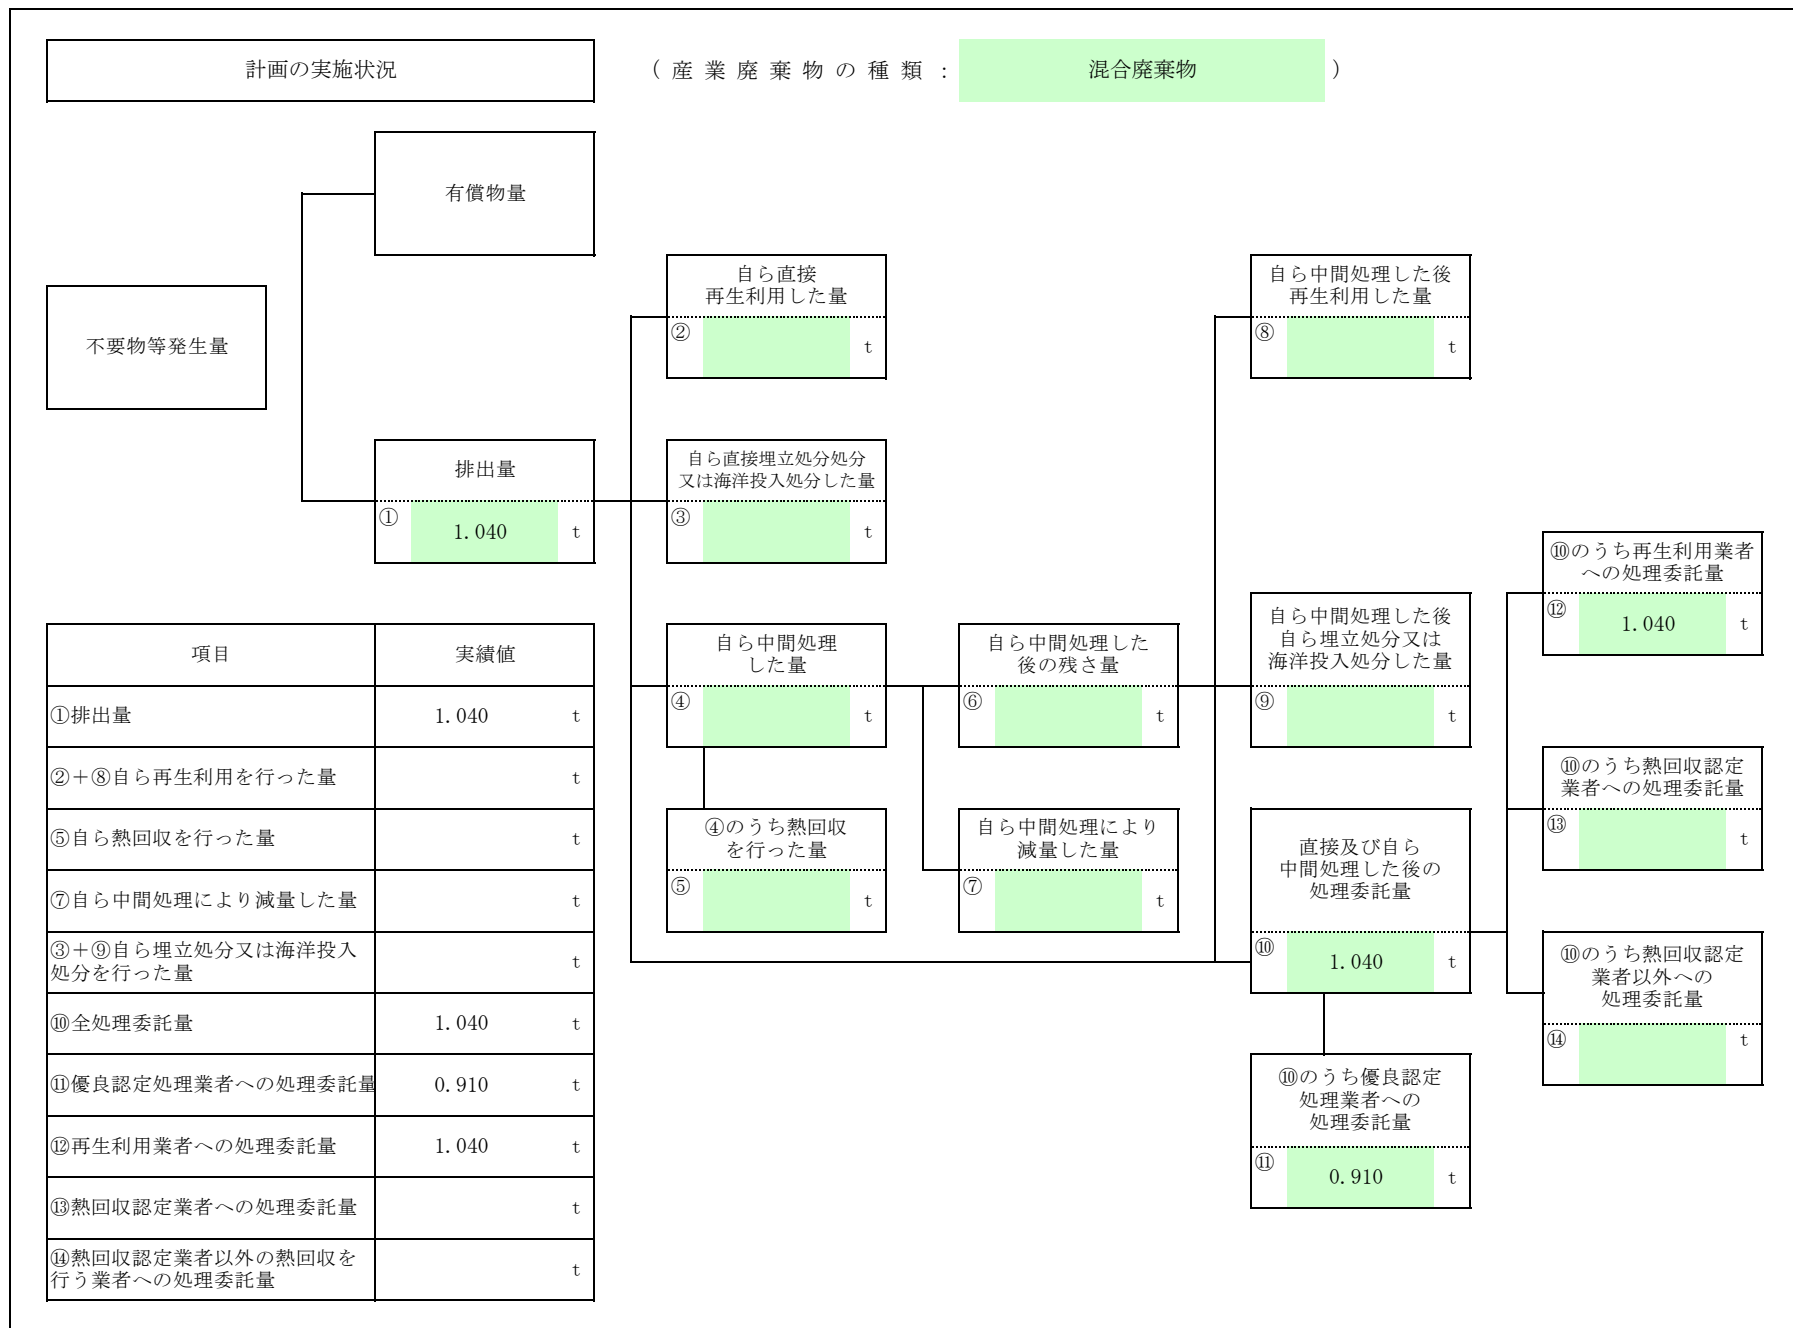 計画の実施状況
（産業廃棄物の種類：
混合廃棄物
）
有償物量
不要物等発生量
排出量
①
1.040
t
自ら直接
再生利用した量
②
t
自ら直接埋立処分処分
又は海洋投入処分した量
③
t
自ら中間処理
した量
④
t
④のうち熱回収
を行った量
⑤
t
自ら中間処理した
後の残さ量
⑥
t
自ら中間処理により
減量した量
⑦
t
自ら中間処理した後
再生利用した量
⑧
t
自ら中間処理した後
自ら埋立処分又は
海洋投入処分した量
⑨
t
直接及び自ら
中間処理した後の
処理委託量
⑩
1.040
t
⑩のうち優良認定
処理業者への
処理委託量
⑪
0.910
t
⑩のうち再生利用業者
への処理委託量
⑫
1.040
t
⑩のうち熱回収認定
業者への処理委託量
⑬
t
⑩のうち熱回収認定
業者以外への
処理委託量
⑭
t
項目 実績値
①排出量 1.040 t
②＋⑧自ら再生利用を行った量 t
⑤自ら熱回収を行った量 t
⑦自ら中間処理により減量した量 t
③＋⑨自ら埋立処分又は海洋投入
処分を行った量 t
⑩全処理委託量 1.040 t
⑪優良認定処理業者への処理委託量 0.910 t
⑫再生利用業者への処理委託量 1.040 t
⑬熱回収認定業者への処理委託量 t
⑭熱回収認定業者以外の熱回収を
行う業者への処理委託量 t